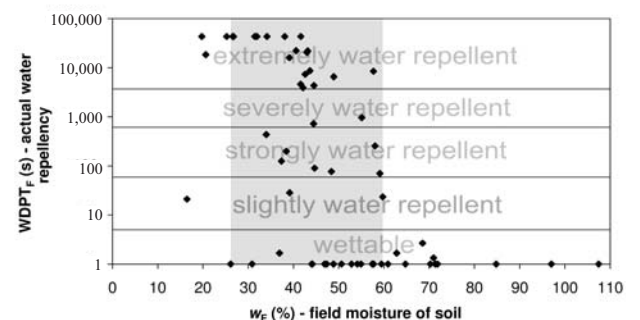 100,000
10,000
1,000
100
10
1
WDPT_F (s) - actual water
repellency
extremely water repellent
severely water repellent
strongly water repellent
slightly water repellent
wettable
0 10 20 30 40 50 60 70 80 90 100 110
w_F (%) - field moisture of soil